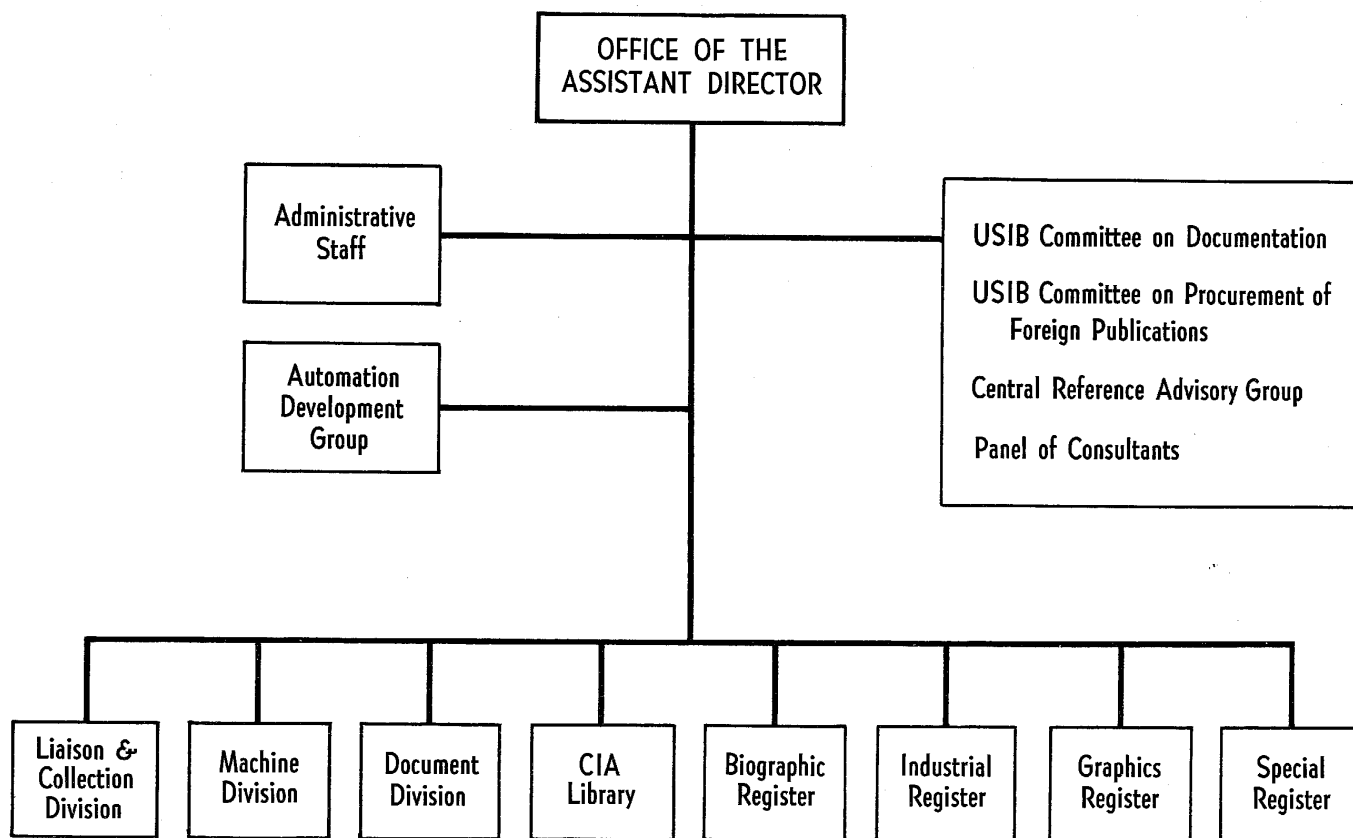 OFFICE OF THE
ASSISTANT DIRECTOR
Administrative
Staff
USIB Committee on Documentation
USIB Committee on Procurement of
Foreign Publications
Central Reference Advisory Group
Panel of Consultants
Automation
Development
Group
Liaison &
Collection
Division
Machine
Division
Document
Division
CIA
Library
Biographic
Register
Industrial
Register
Graphics
Register
Special
Register